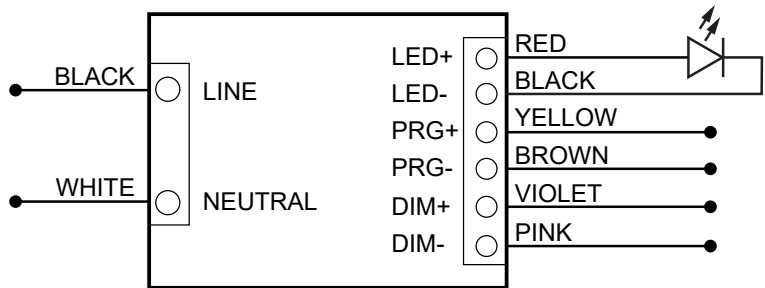 BLACK
LINE
WHITE
NEUTRAL
LED+
RED
LED-
BLACK
PRG+
YELLOW
PRG-
BROWN
DIM+
VIOLET
DIM-
PINK